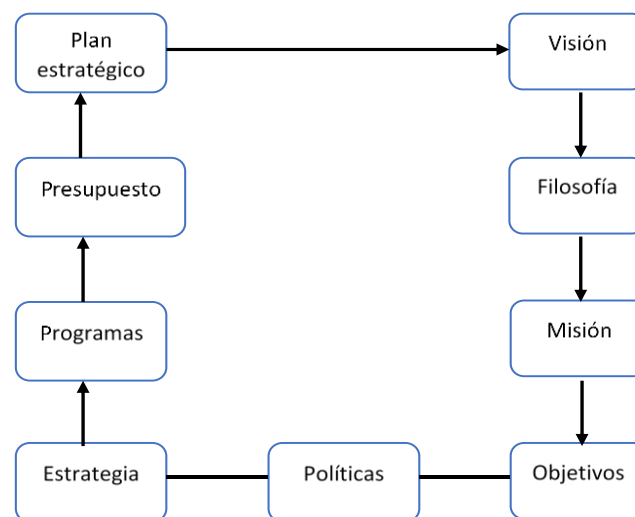 Plan
estratégico
Visión
Presupuesto
Filosofía
Programas
Misión
Estrategia
Políticas
Objetivos